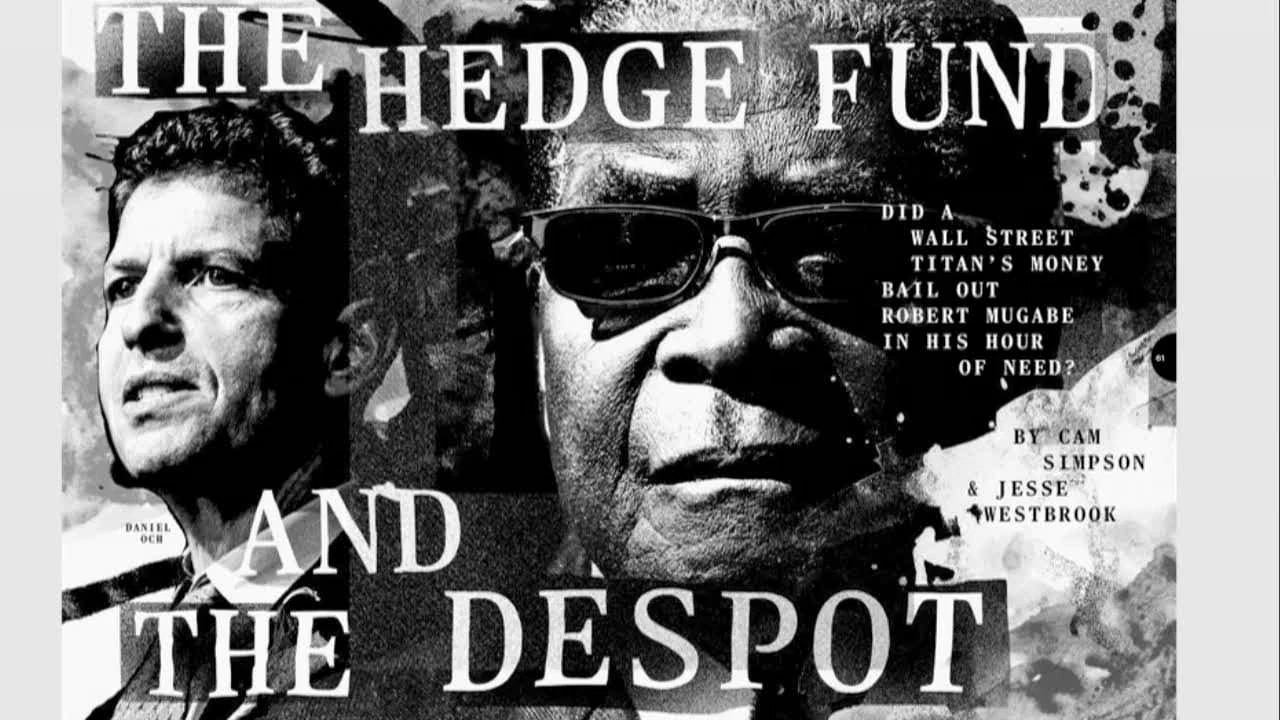 THE
HEDGE FUND
DID A
WALL STREET
TITAN'S MONEY
BAIL OUT
ROBERT MUGABE
IN HIS HOUR
OF NEED?
61
BY CAM
SIMPSON
& JESSE
WESTBROOK
DANIEL
OCH
AND
THE DESPOT